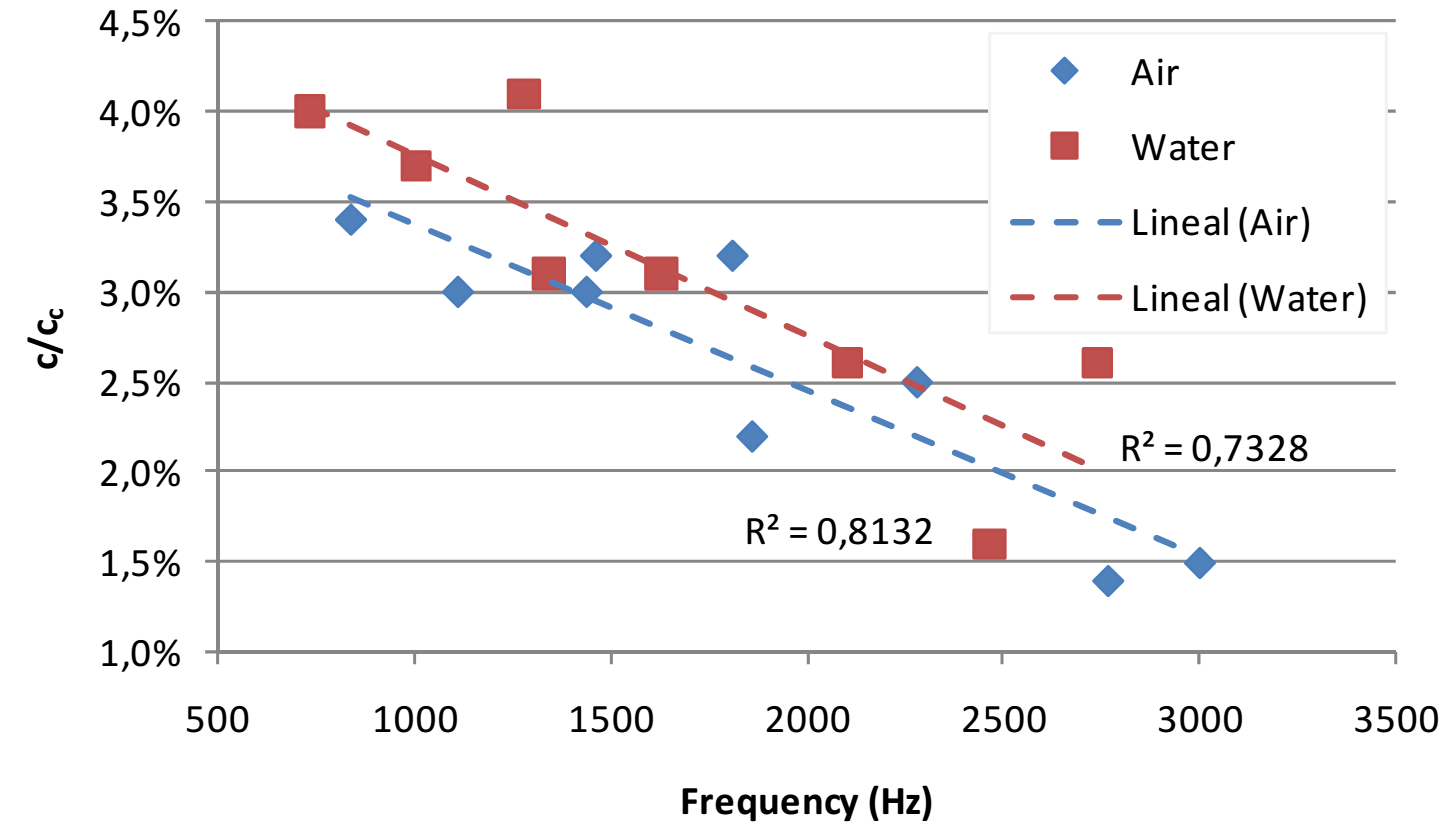 4,5%
4,0%
3,5%
3,0%
2,5%
2,0%
1,5%
1,0%
c/cc
Air
Water
Lineal (Air)
Lineal (Water)
R² = 0,7328
R² = 0,8132
500 1000 1500 2000 2500 3000 3500
Frequency (Hz)